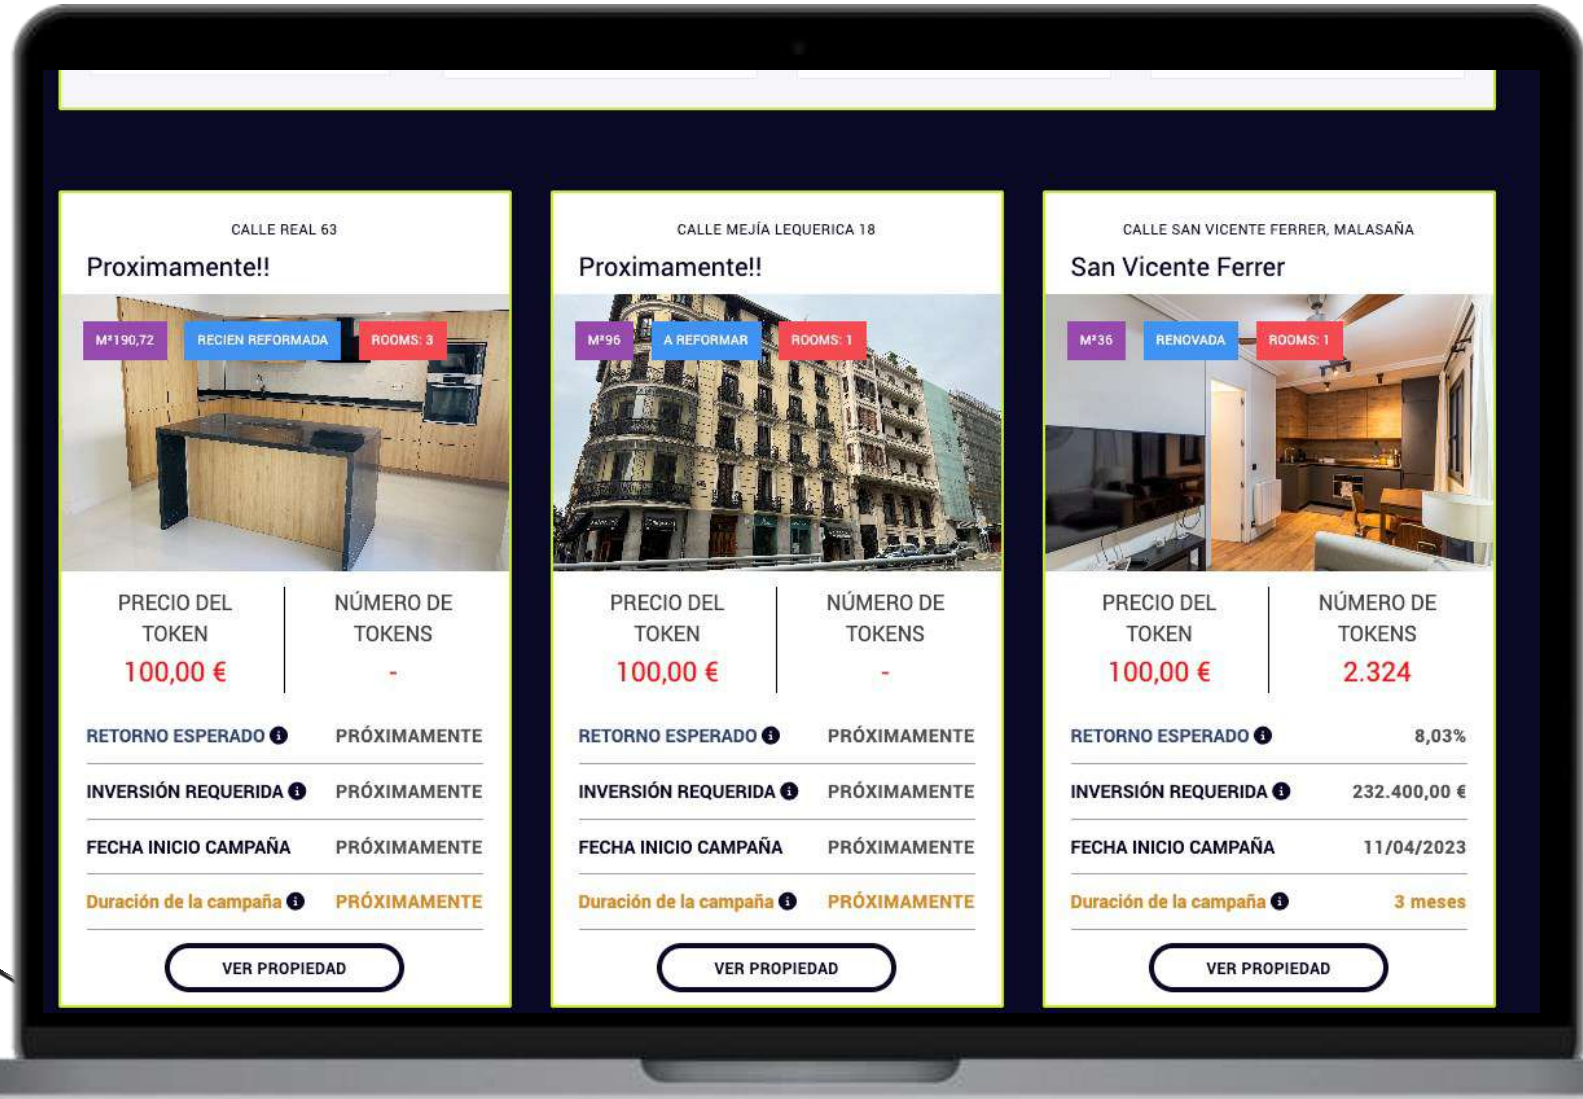 CALLE REAL 63
Proximamente!!
M²190,72
RECIEN REFORMADA
ROOMS: 3
PRECIO DEL
TOKEN
100,00 €
NÚMERO DE
TOKENS
-
RETORNO ESPERADO PRÓXIMAMENTE
INVERSIÓN REQUERIDA PRÓXIMAMENTE
FECHA INICIO CAMPAÑA PRÓXIMAMENTE
Duración de la campaña PRÓXIMAMENTE
VER PROPIEDAD
CALLE MEJÍA LEQUERICA 18
Proximamente!!
M²96
A REFORMAR
ROOMS: 1
PRECIO DEL
TOKEN
100,00 €
NÚMERO DE
TOKENS
-
RETORNO ESPERADO PRÓXIMAMENTE
INVERSIÓN REQUERIDA PRÓXIMAMENTE
FECHA INICIO CAMPAÑA PRÓXIMAMENTE
Duración de la campaña PRÓXIMAMENTE
VER PROPIEDAD
CALLE SAN VICENTE FERRER, MALASAÑA
San Vicente Ferrer
M²36
RENOVADA
ROOMS: 1
PRECIO DEL
TOKEN
100,00 €
NÚMERO DE
TOKENS
2.324
RETORNO ESPERADO 8,03%
INVERSIÓN REQUERIDA 232.400,00 €
FECHA INICIO CAMPAÑA 11/04/2023
Duración de la campaña 3 meses
VER PROPIEDAD